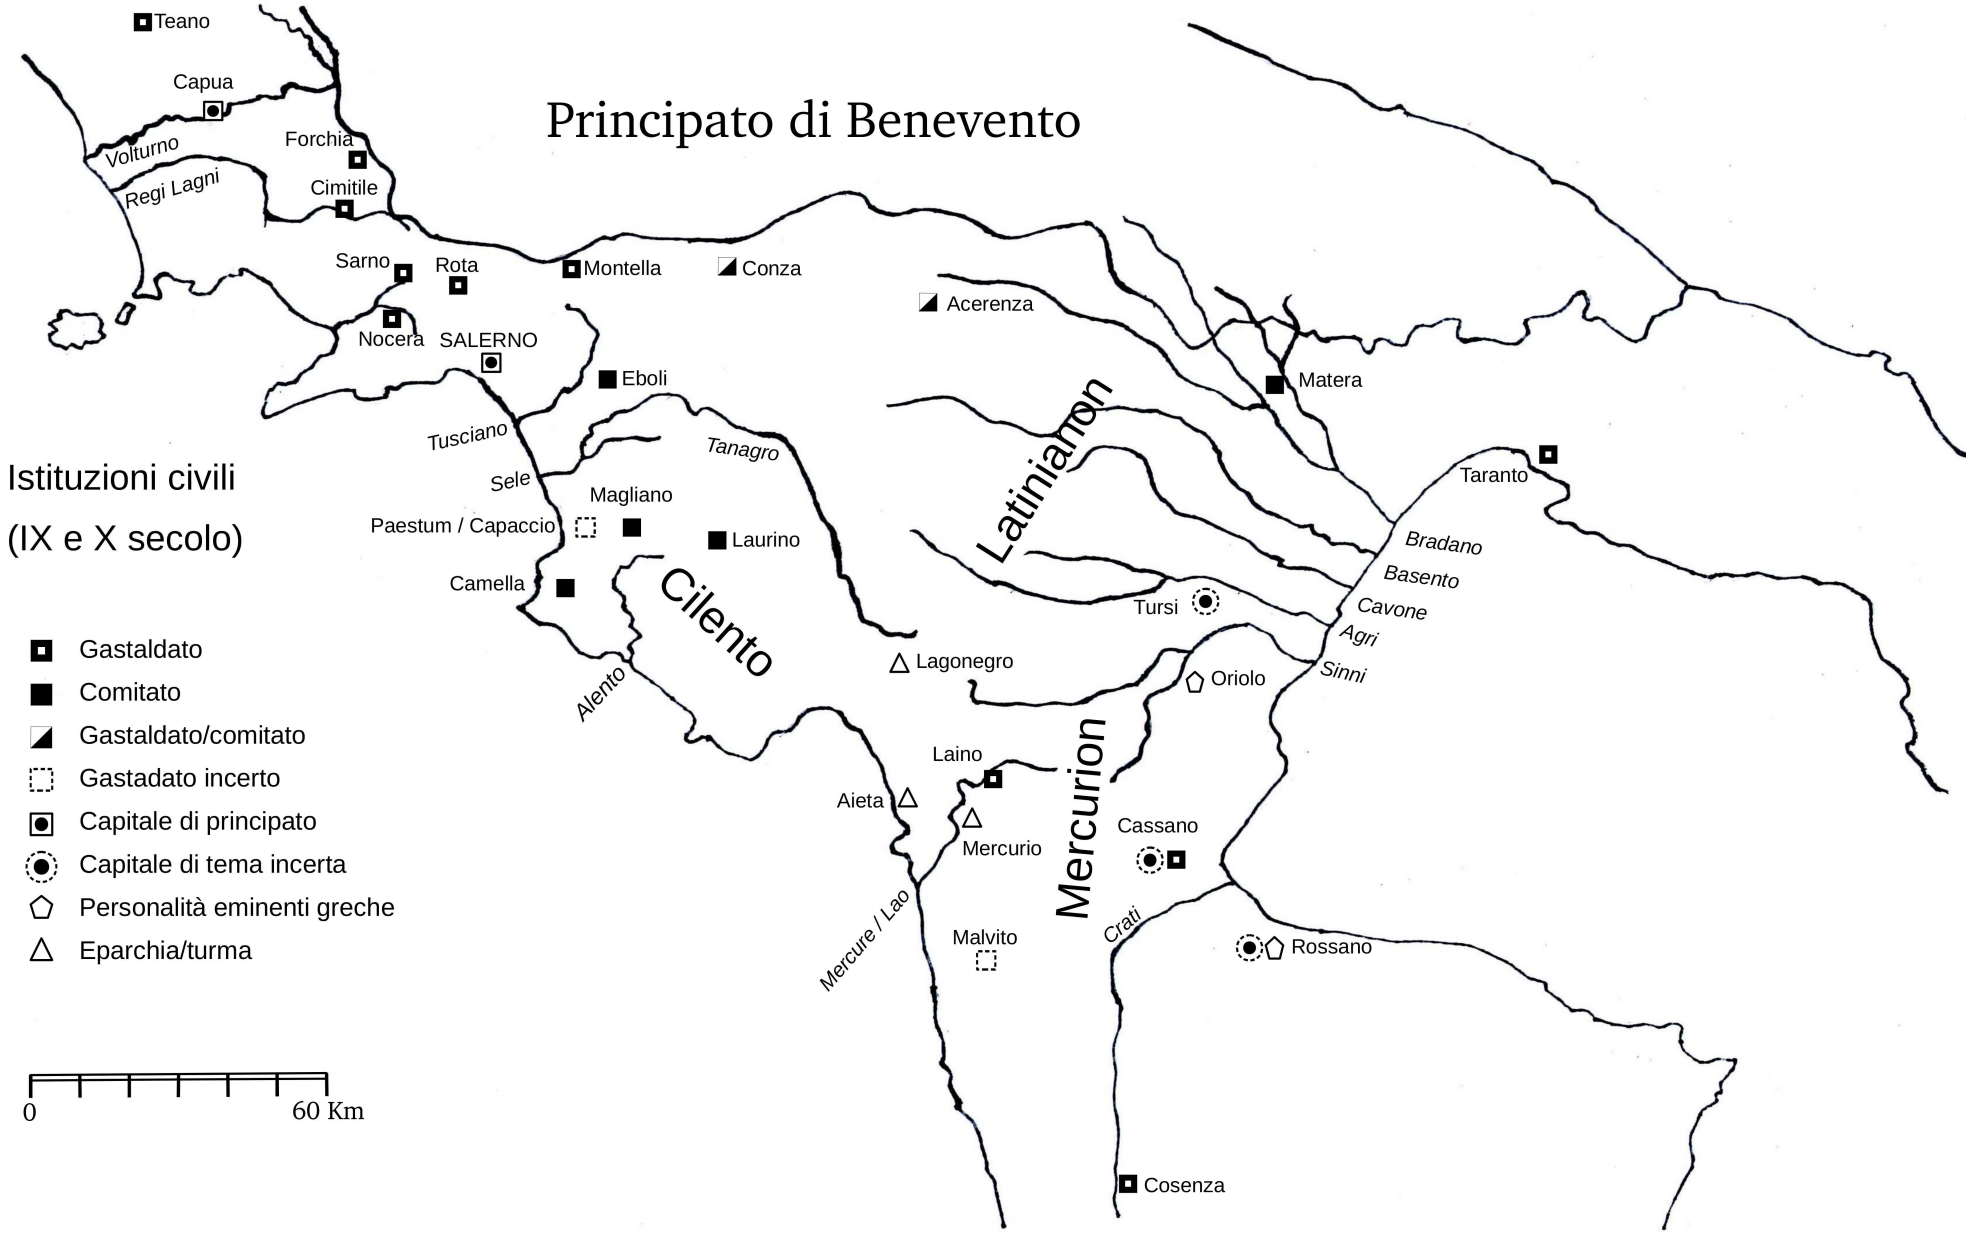 Teano
Capua
Principato di Benevento
Forchia
Volturno
Regi Lagni
Cimitile
Sarno
Rota
Montella
Conza
Acerenza
Nocera
SALERNO
Eboli
Matera
Tusciano
Tanagro
Latinianon
Taranto
Istituzioni civili
(IX e X secolo)
Sele
Magliano
Paestum / Capaccio
Laurino
Bradano
Basento
Camella
Cilento
Tursi
Cavone
Agri
Sinni
Gastaldato
Comitato
Gastaldato/comitato
Gastadato incerto
Capitale di principato
Capitale di tema incerta
Personalità eminenti greche
Eparchia/turma
Alento
Lagonegro
Oriolo
Laino
Aieta
Mercurio
Mercurion
Cassano
Mercure / Lao
Crati
Malvito
Rossano
0
60 Km
Cosenza